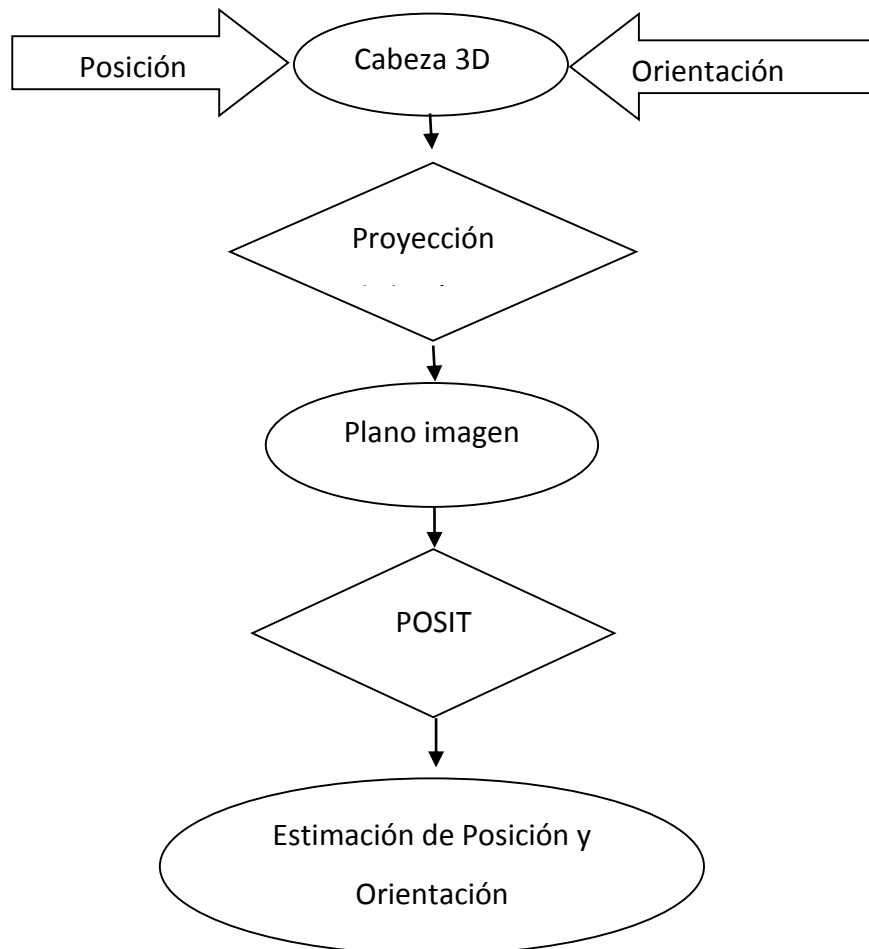 Posición
Cabeza 3D
Orientación
Proyección
Plano imagen
POSIT
Estimación de Posición y
Orientación